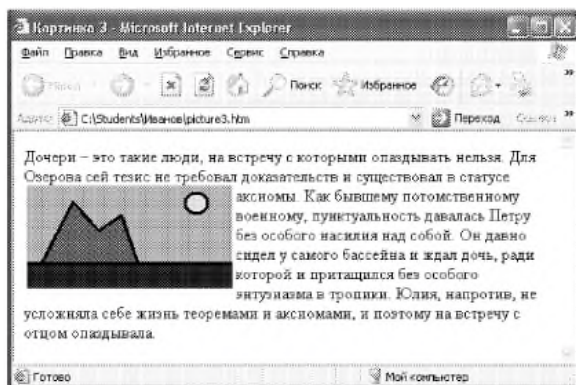 Картинка 3 - Microsoft Internet Explorer
Файл Правка Вид Избранное Сервис Справка
Поиск Избранное »
C:\Students\Иванов\picture3.htm Переход »
Дочери – это такие люди, на встречу с которыми опаздывать нельзя. Для
Озерова сей тезис не требовал доказательств и существовал в статусе
аксиомы. Как бывшему потомственному
военному, пунктуальность давалась Петру
без особого насилия над собой. Он давно
сидел у самого бассейна и ждал дочь, ради
которой и притащился без особого
энтузиазма в тропики. Юлия, напротив, не
усложняла себе жизнь теоремами и аксиомами, и поэтому на встречу с
отцом опаздывала.
Готово Мой компьютер